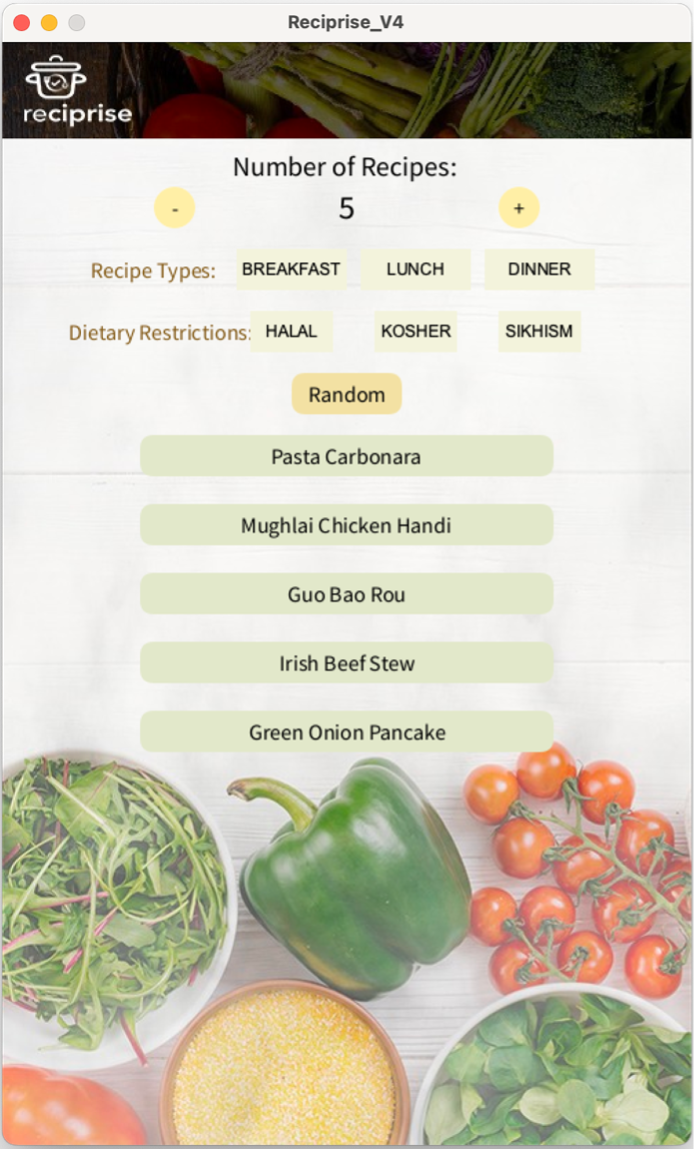 Reciprise_V4
reciprise
Number of Recipes:
- 5 +
Recipe Types: BREAKFAST LUNCH DINNER
Dietary Restrictions: HALAL KOSHER SIKHISM
Random
Pasta Carbonara
Mughlai Chicken Handi
Guo Bao Rou
Irish Beef Stew
Green Onion Pancake